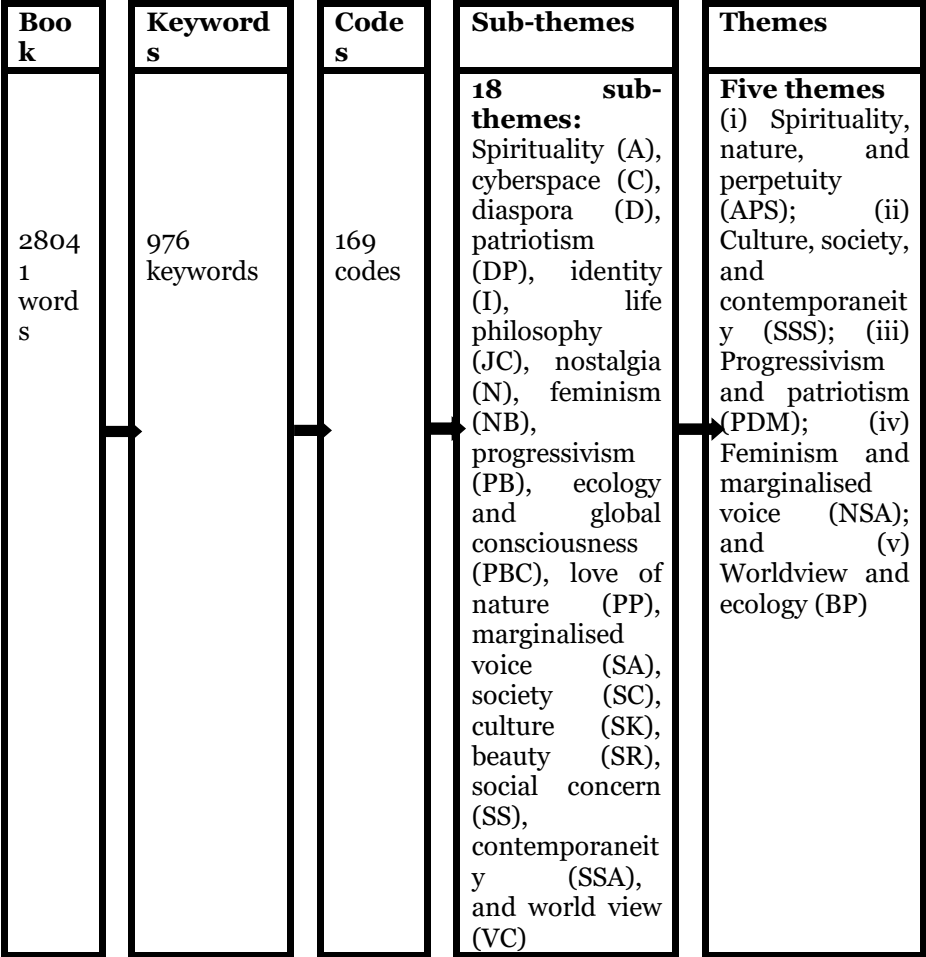 Boo
k
28041
word
s
Keyword
s
976
keywords
Code
s
169
codes
Sub-themes
18 sub-
themes:
Spirituality (A),
cyberspace (C),
diaspora (D),
patriotism
(DP), identity
(I), life
philosophy
(JC), nostalgia
(N), feminism
(NB),
progressivism
(PB), ecology
and global
consciousness
(PBC), love of
nature (PP),
marginalised
voice (SA),
society (SC),
culture (SK),
beauty (SR),
social concern
(SS),
contemporaneit
y (SSA),
and world view
(VC)
Themes
Five themes
(i) Spirituality,
nature, and
perpetuity
(APS); (ii)
Culture, society,
and
contemporaneit
y (SSS); (iii)
Progressivism
and patriotism
(PDM); (iv)
Feminism and
marginalised
voice (NSA);
and (v)
Worldview and
ecology (BP)